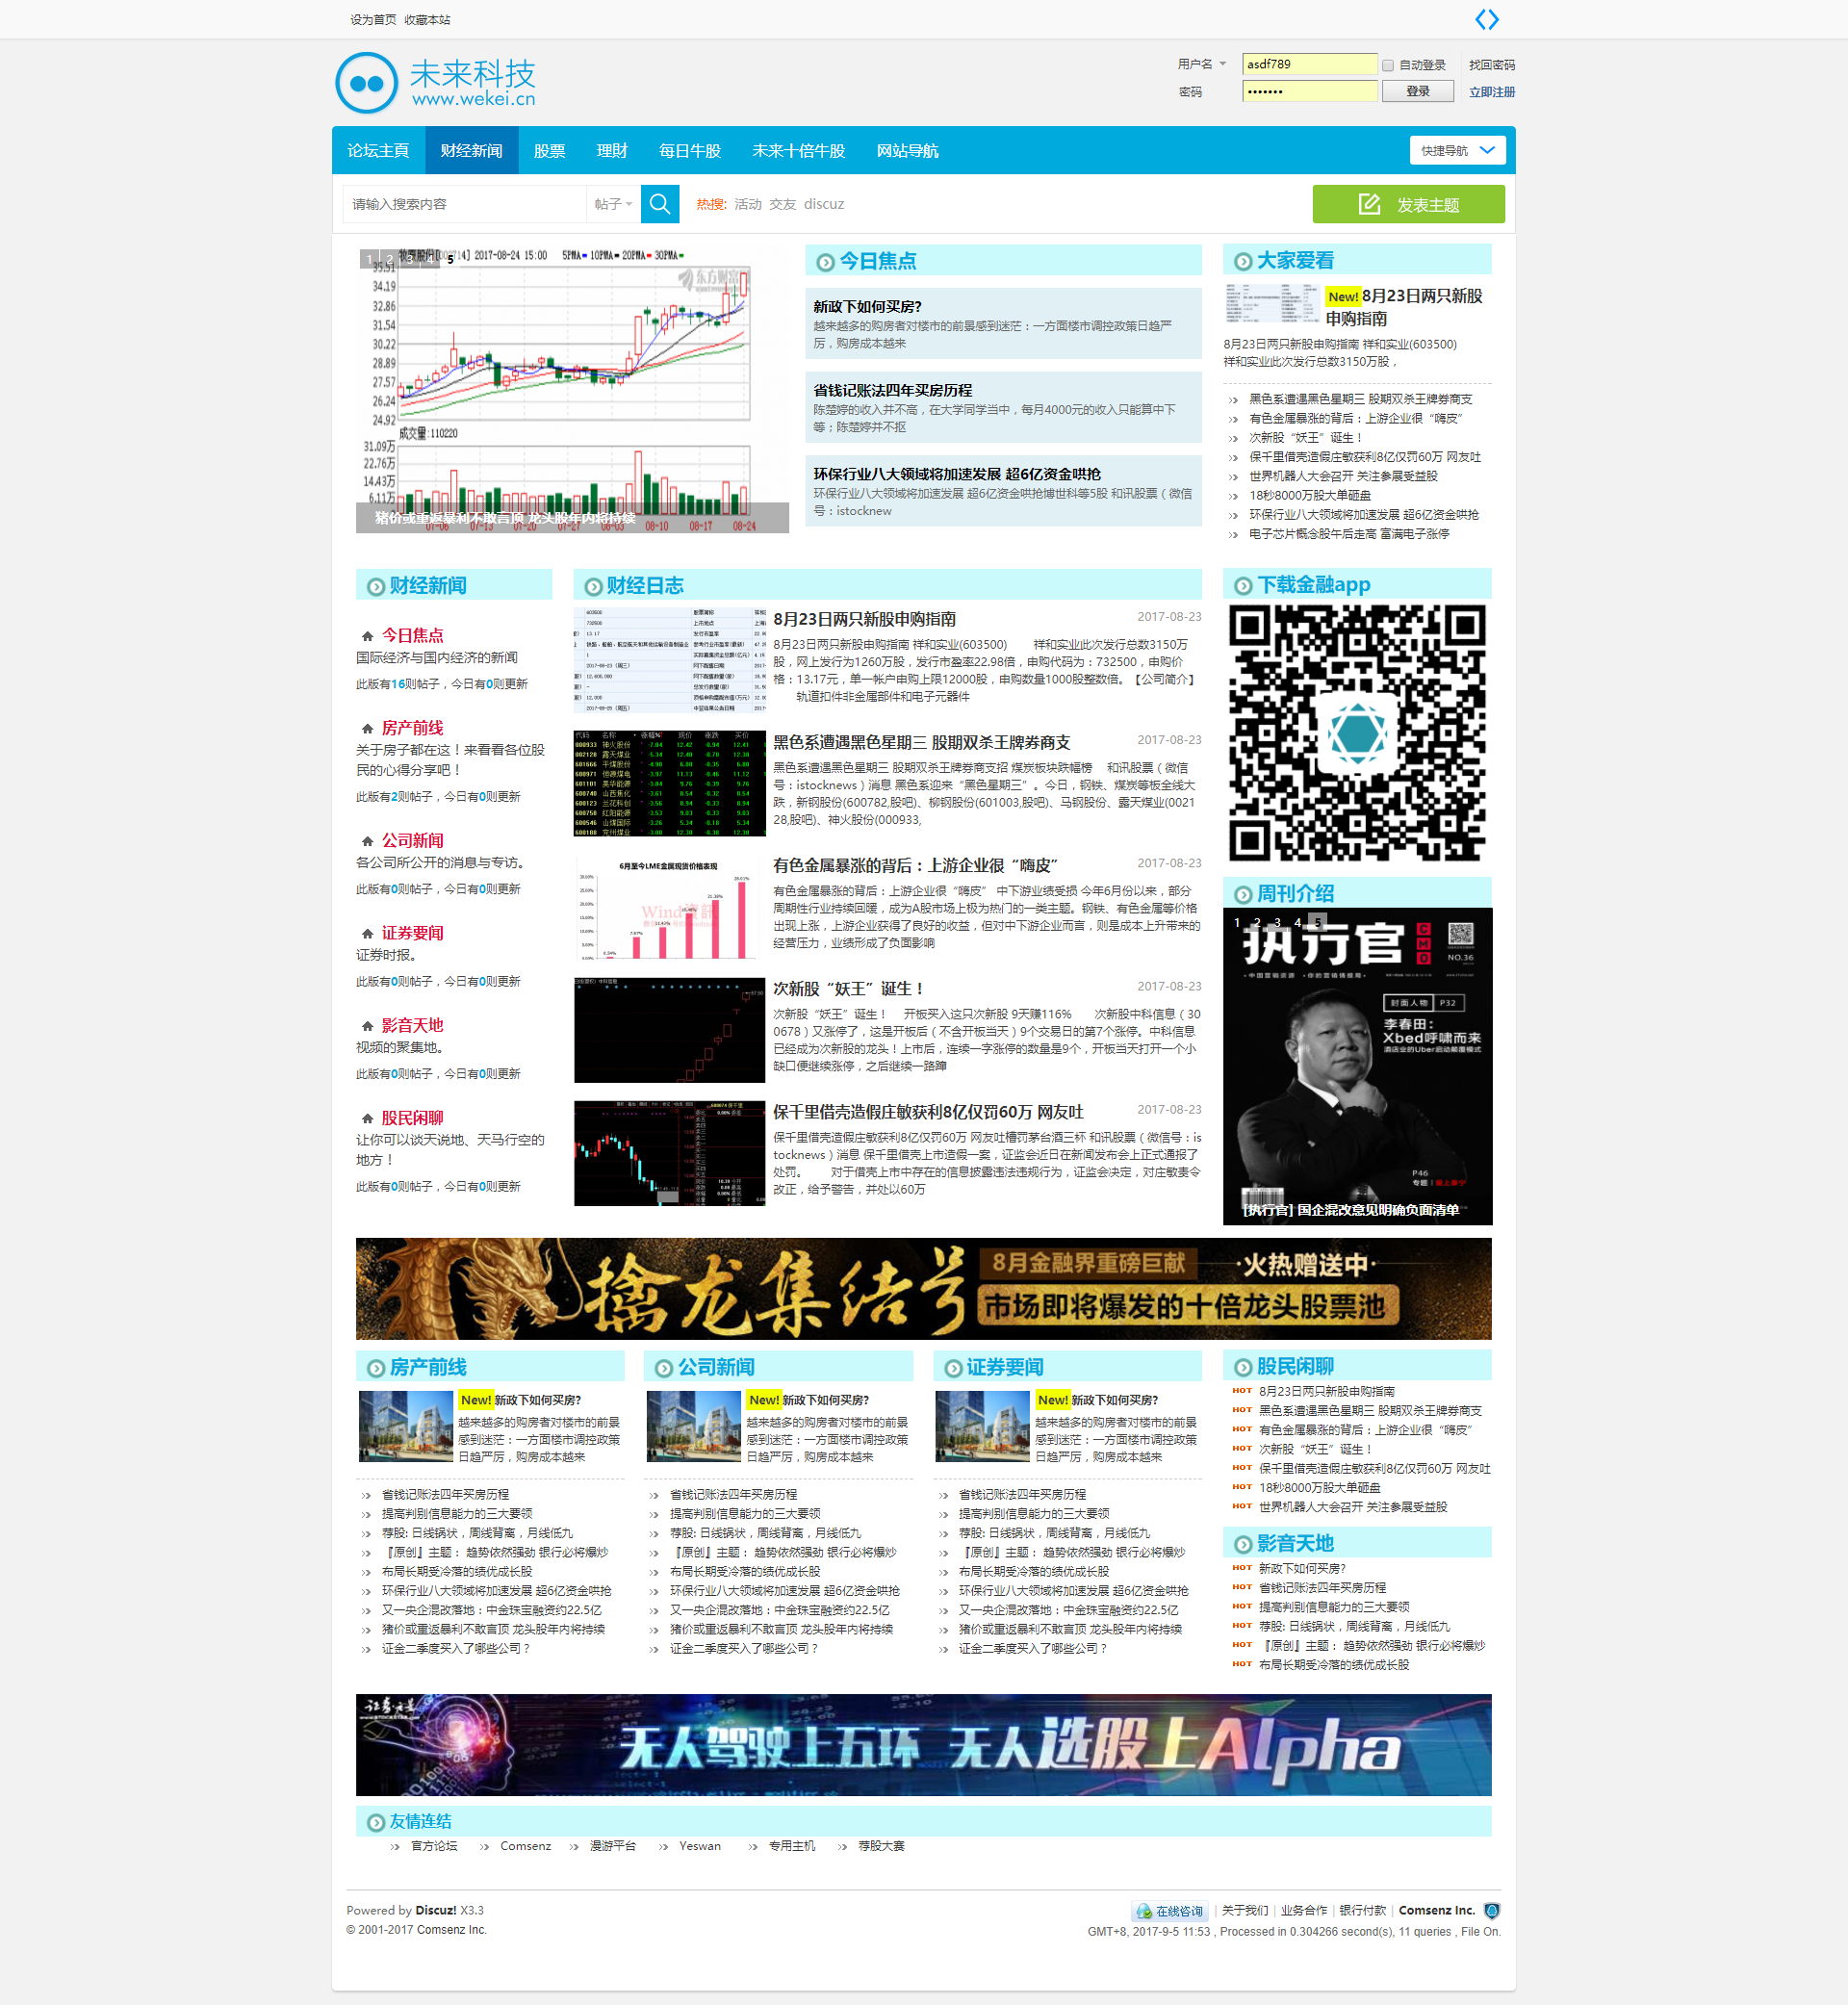 设为首页 收藏本站
未来科技
www.wekei.cn
用户名 asdf789 自动登录 找回密码
密码 ••••••• 登录 立即注册
论坛主頁 财经新闻 股票 理财 每日牛股 未来十倍牛股 网站导航 快捷导航
请输入搜索内容 帖子 热搜: 活动 交友 discuz 发表主题
1 2 3 4 5
2017-08-24 15:00 5PMA 10PMA 20PMA 30PMA
东方财富
34.19
32.86
31.54
30.22
28.89
27.57
26.24
24.92
成交量:110220
31.09万
22.76万
14.43万
6.11万
猪价或重返暴利不敢言顶 龙头股年内将持续
08-10 08-17 08-24
今日焦点
新政下如何买房?
越来越多的购房者对楼市的前景感到迷茫：一方面楼市调控政策日趋严
厉，购房成本越来
省钱记账法四年买房历程
陈楚婷的收入并不高，在大学同学当中，每月4000元的收入只能算中下
等；陈楚婷并不抠
环保行业八大领域将加速发展 超6亿资金哄抢
环保行业八大领域将加速发展 超6亿资金哄抢博世科等5股 和讯股票（微信
号：istocknew
大家爱看
New!8月23日两只新股
申购指南
8月23日两只新股申购指南 祥和实业(603500)
祥和实业此次发行总数3150万股，
黑色系遭遇黑色星期三 股期双杀王牌券商支
有色金属暴涨的背后：上游企业很“嗨皮”
次新股“妖王”诞生！
保千里借壳造假庄敏获利8亿仅罚60万 网友吐
世界机器人大会召开 关注参展受益股
18秒8000万股大单砸盘
环保行业八大领域将加速发展 超6亿资金哄抢
电子芯片概念股午后走高 富满电子涨停
财经新闻
今日焦点
国际经济与国内经济的新闻
此版有16则帖子，今日有0则更新
房产前线
关于房子都在这！来看看各位股
民的心得分享吧！
此版有2则帖子，今日有0则更新
公司新闻
各公司所公开的消息与专访。
此版有0则帖子，今日有0则更新
证券要闻
证券时报。
此版有0则帖子，今日有0则更新
影音天地
视频的聚集地。
此版有0则帖子，今日有0则更新
股民闲聊
让你可以谈天说地、天马行空的
地方！
此版有0则帖子，今日有0则更新
财经日志
8月23日两只新股申购指南 2017-08-23
8月23日两只新股申购指南 祥和实业(603500) 祥和实业此次发行总数3150万
股，网上发行为1260万股，发行市盈率22.98倍，申购代码为：732500，申购价
格：13.17元，单一帐户申购上限12000股，申购数量1000股整数倍。【公司简介】
轨道扣件非金属部件和电子元器件
黑色系遭遇黑色星期三 股期双杀王牌券商支 2017-08-23
黑色系遭遇黑色星期三 股期双杀王牌券商支招 煤炭板块跌幅榜 和讯股票（微信
号：istocknews）消息 黑色系迎来“黑色星期三”。今日，钢铁、煤炭等板全线大
跌，新钢股份(600782,股吧)、柳钢股份(601003,股吧)、马钢股份、露天煤业(0021
28,股吧)、神火股份(000933,
6月至今LME金属现货价格表现
有色金属暴涨的背后：上游企业很“嗨皮” 2017-08-23
有色金属暴涨的背后：上游企业很“嗨皮” 中下游业绩受损 今年6月份以来，部分
周期性行业持续回暖，成为A股市场上极为热门的一类主题。钢铁、有色金属等价格
出现上涨，上游企业获得了良好的收益，但对中下游企业而言，则是成本上升带来的
经营压力，业绩形成了负面影响
次新股“妖王”诞生！ 2017-08-23
次新股“妖王”诞生！ 开板买入这只次新股 9天赚116% 次新股中科信息（30
0678）又涨停了，这是开板后（不含开板当天）9个交易日的第7个涨停。中科信息
已经成为次新股的龙头！上市后，连续一字涨停的数量是9个，开板当天打开一个小
缺口便继续涨停，之后继续一路蹿
保千里借壳造假庄敏获利8亿仅罚60万 网友吐 2017-08-23
保千里借壳造假庄敏获利8亿仅罚60万 网友吐槽罚茅台酒三杯 和讯股票（微信号：is
tocknews）消息 保千里借壳上市造假一案，证监会近日在新闻发布会上正式通报了
处罚。 对于借壳上市中存在的信息披露违法违规行为，证监会决定，对庄敏责令
改正，给予警告，并处以60万
下载金融app
周刊介绍
1 2 3 4 5
执行官 CMO
NO.36
封面人物 P32
李春田：
Xbed呼啸而来
酒店业的Uber启动颠覆模式
P46
[执行官] 国企混改意见明确负面清单
擒龙集结号
8月金融界重磅巨献 ·火热赠送中·
市场即将爆发的十倍龙头股票池
房产前线
New!新政下如何买房?
越来越多的购房者对楼市的前景
感到迷茫：一方面楼市调控政策
日趋严厉，购房成本越来
省钱记账法四年买房历程
提高判别信息能力的三大要领
荐股: 日线锅状，周线背离，月线低九
『原创』主题： 趋势依然强劲 银行必将爆炒
布局长期受冷落的绩优成长股
环保行业八大领域将加速发展 超6亿资金哄抢
又一央企混改落地：中金珠宝融资约22.5亿
猪价或重返暴利不敢言顶 龙头股年内将持续
证金二季度买入了哪些公司？
公司新闻
New!新政下如何买房?
越来越多的购房者对楼市的前景
感到迷茫：一方面楼市调控政策
日趋严厉，购房成本越来
省钱记账法四年买房历程
提高判别信息能力的三大要领
荐股: 日线锅状，周线背离，月线低九
『原创』主题： 趋势依然强劲 银行必将爆炒
布局长期受冷落的绩优成长股
环保行业八大领域将加速发展 超6亿资金哄抢
又一央企混改落地：中金珠宝融资约22.5亿
猪价或重返暴利不敢言顶 龙头股年内将持续
证金二季度买入了哪些公司？
证券要闻
New!新政下如何买房?
越来越多的购房者对楼市的前景
感到迷茫：一方面楼市调控政策
日趋严厉，购房成本越来
省钱记账法四年买房历程
提高判别信息能力的三大要领
荐股: 日线锅状，周线背离，月线低九
『原创』主题： 趋势依然强劲 银行必将爆炒
布局长期受冷落的绩优成长股
环保行业八大领域将加速发展 超6亿资金哄抢
又一央企混改落地：中金珠宝融资约22.5亿
猪价或重返暴利不敢言顶 龙头股年内将持续
证金二季度买入了哪些公司？
股民闲聊
HOT 8月23日两只新股申购指南
HOT 黑色系遭遇黑色星期三 股期双杀王牌券商支
HOT 有色金属暴涨的背后：上游企业很“嗨皮”
HOT 次新股“妖王”诞生！
HOT 保千里借壳造假庄敏获利8亿仅罚60万 网友吐
HOT 18秒8000万股大单砸盘
HOT 世界机器人大会召开 关注参展受益股
影音天地
HOT 新政下如何买房?
HOT 省钱记账法四年买房历程
HOT 提高判别信息能力的三大要领
HOT 荐股: 日线锅状，周线背离，月线低九
HOT 『原创』主题： 趋势依然强劲 银行必将爆炒
HOT 布局长期受冷落的绩优成长股
无人驾驶上五环 无人选股上Alpha
友情连结
官方论坛 Comsenz 漫游平台 Yeswan 专用主机 荐股大赛
Powered by Discuz! X3.3
© 2001-2017 Comsenz Inc.
在线咨询 | 关于我们 | 业务合作 | 银行付款 | Comsenz Inc.
GMT+8, 2017-9-5 11:53 , Processed in 0.304266 second(s), 11 queries , File On.